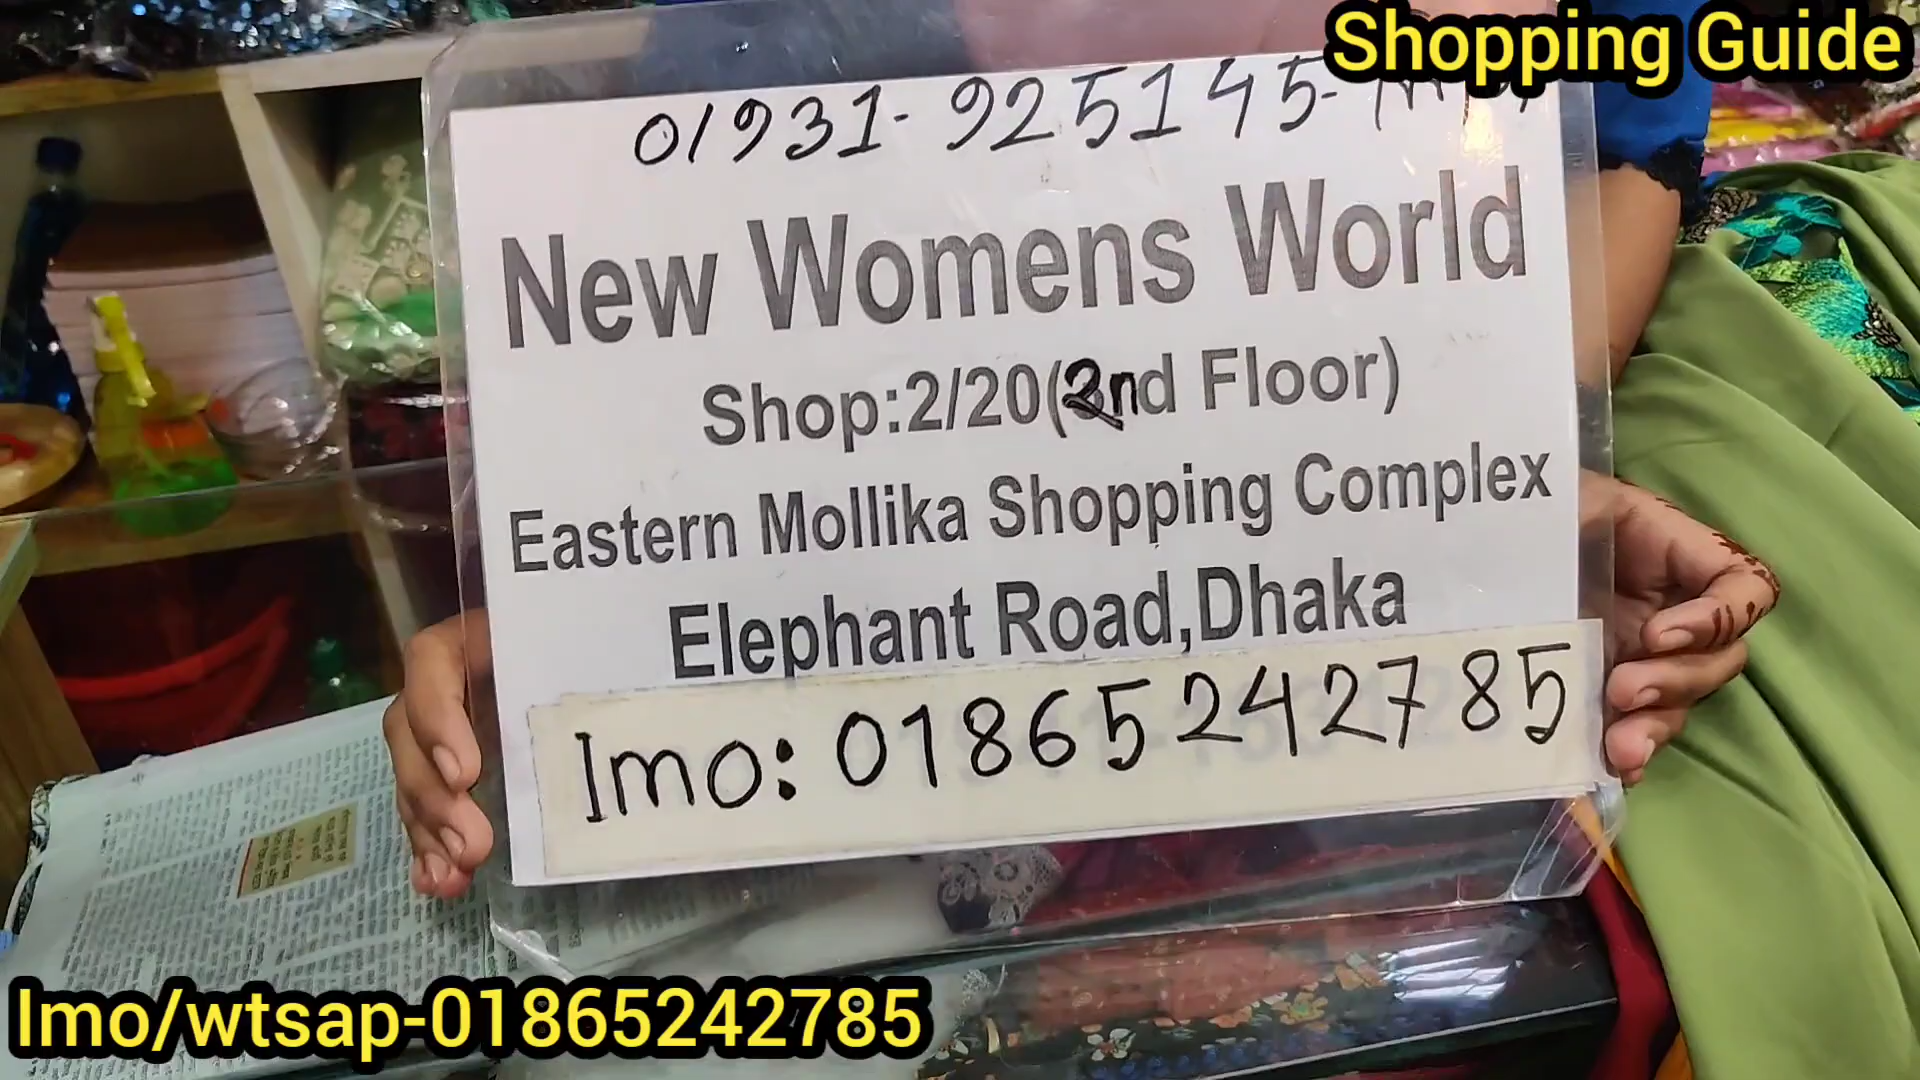 Shopping Guide
01931-925145-
New Womens World
Shop:2/20(2nd Floor)
Eastern Mollika Shopping Complex
Elephant Road,Dhaka
Imo: 01865242785
Imo/wtsap-01865242785